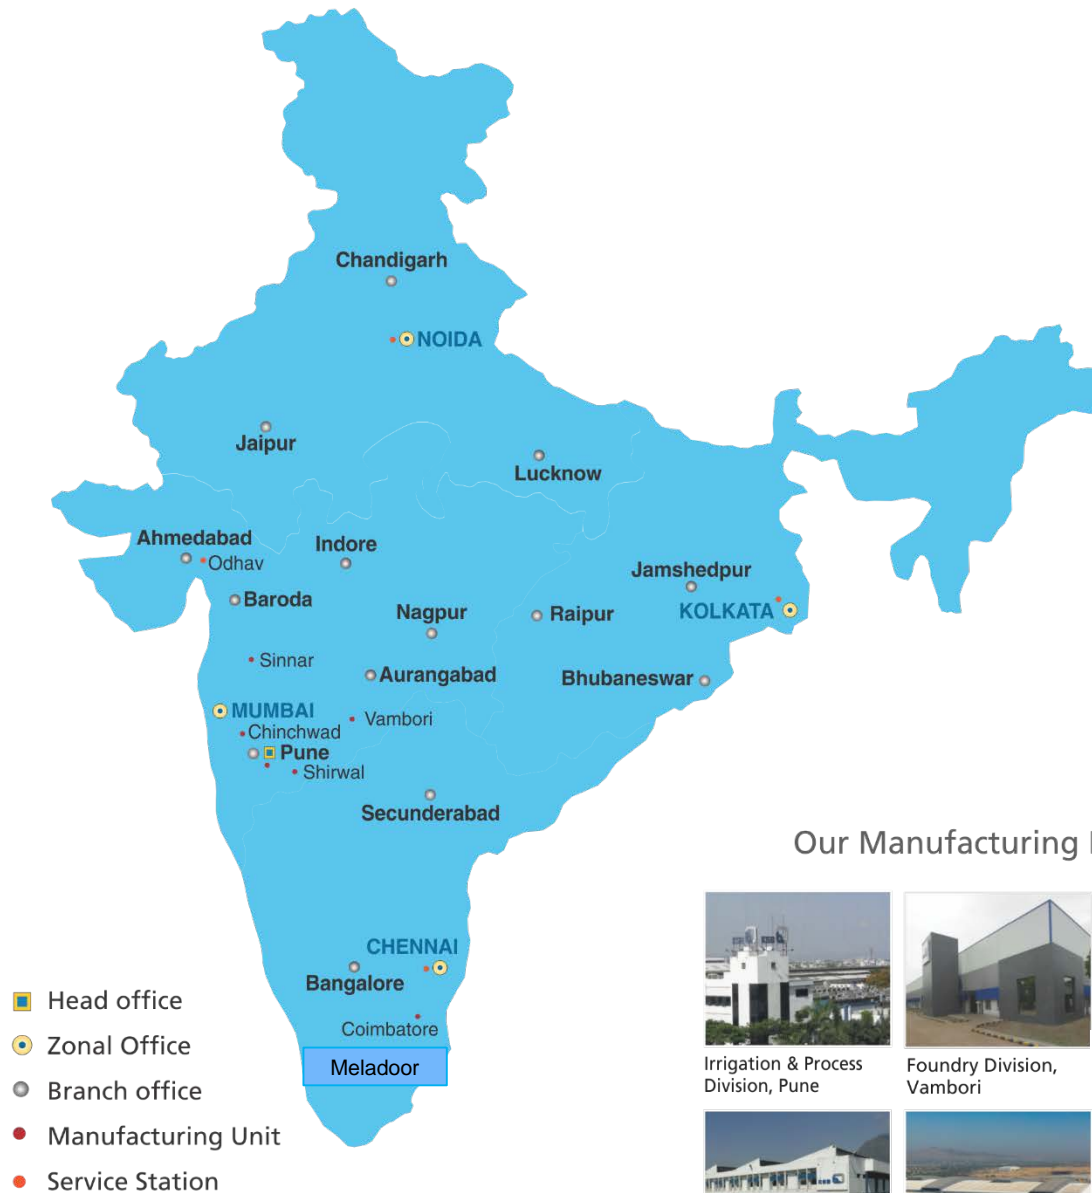 Chandigarh
NOIDA
Jaipur
Lucknow
Ahmedabad
Odhav
Indore
Baroda
Jamshedpur
KOLKATA
Nagpur
Raipur
Sinnar
Aurangabad
Bhubaneswar
MUMBAI
Vambori
Chinchwad
Pune
Shirwal
Secunderabad
Our Manufacturing
CHENNAI
Bangalore
Coimbatore
Meladoor
Head office
Zonal Office
Branch office
Manufacturing Unit
Service Station
Irrigation & Process
Division, Pune
Foundry Division,
Vambori